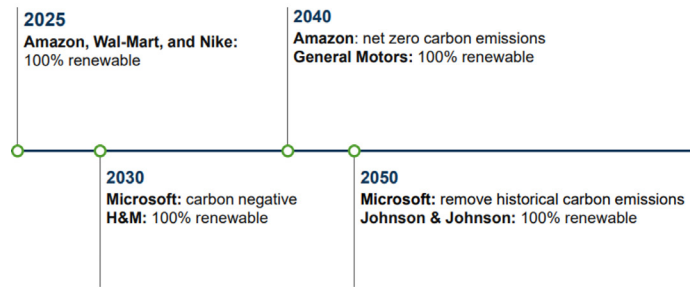 2025
Amazon, Wal-Mart, and Nike:
100% renewable
2040
Amazon: net zero carbon emissions
General Motors: 100% renewable
2030
Microsoft: carbon negative
H&M: 100% renewable
2050
Microsoft: remove historical carbon emissions
Johnson & Johnson: 100% renewable